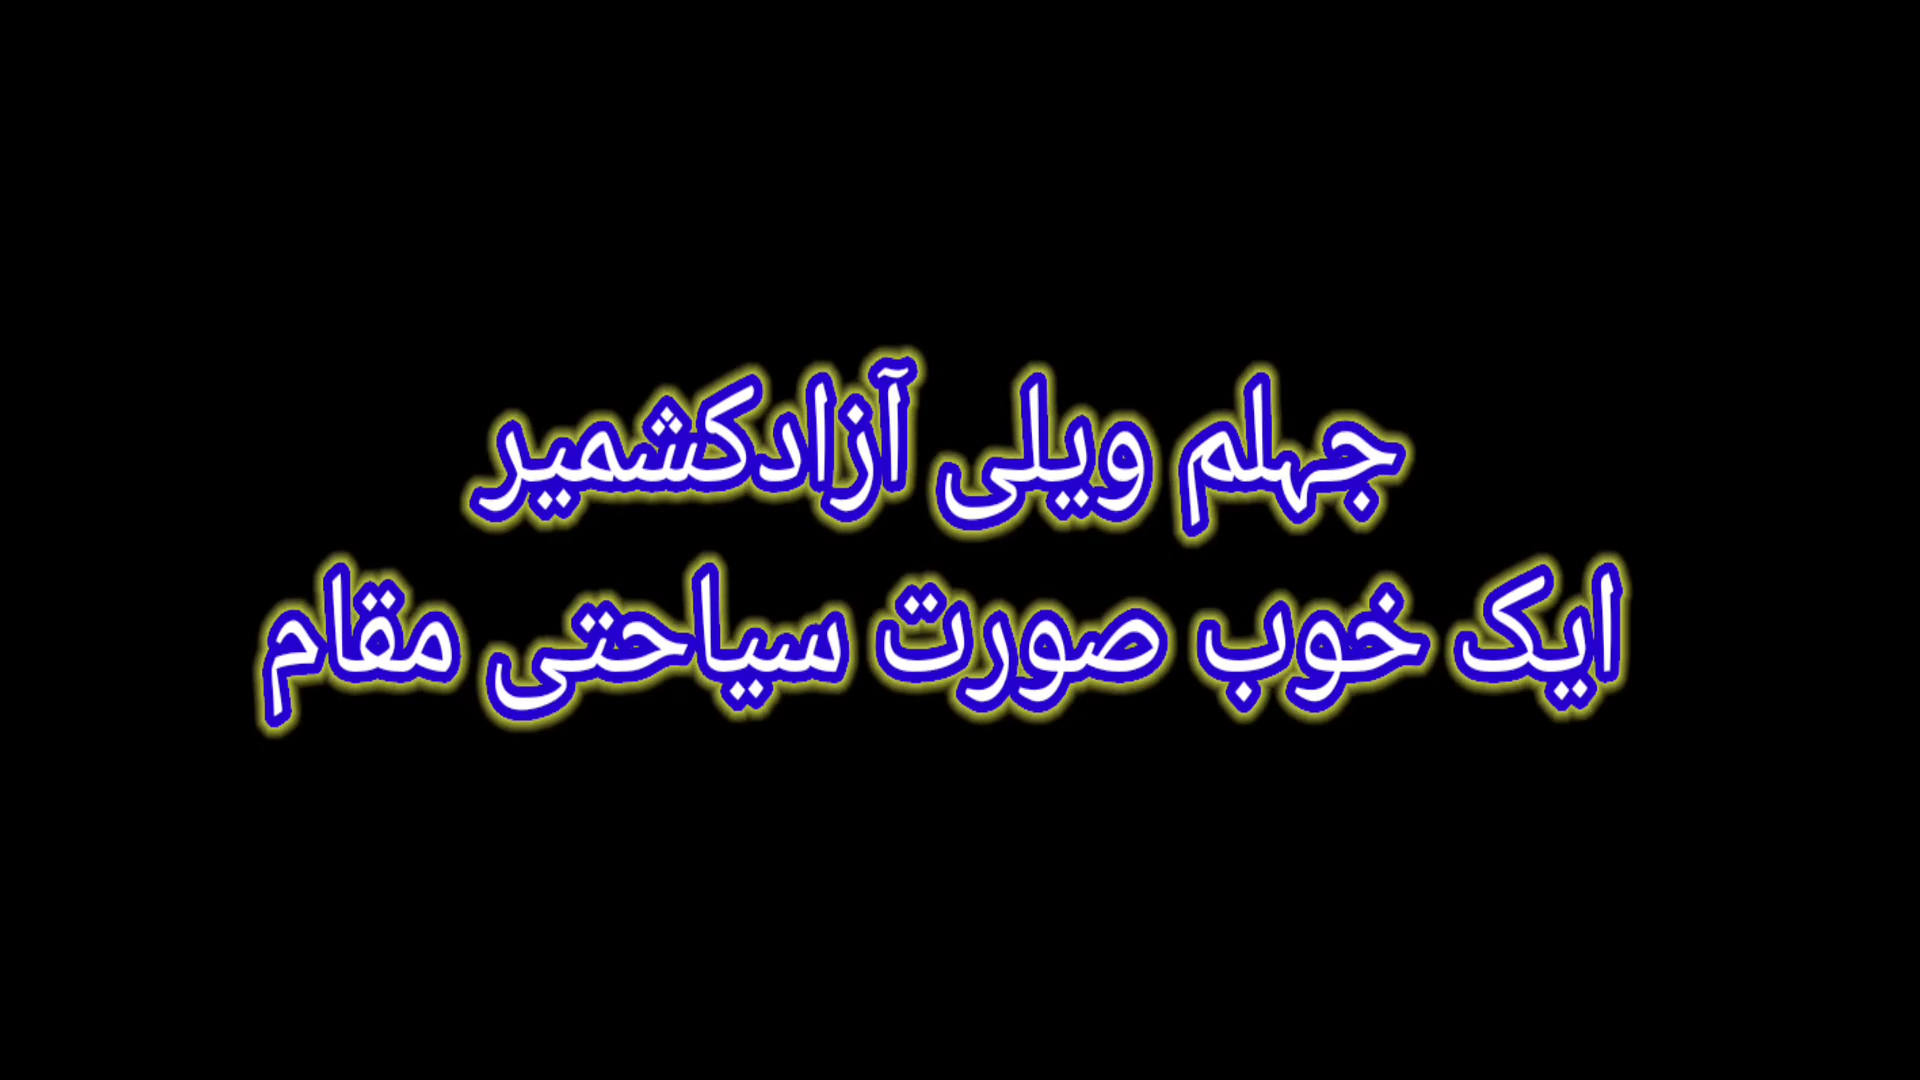 جہلم ویلی آزادکشمیر
ایک خوب صورت سیاحتی مقام